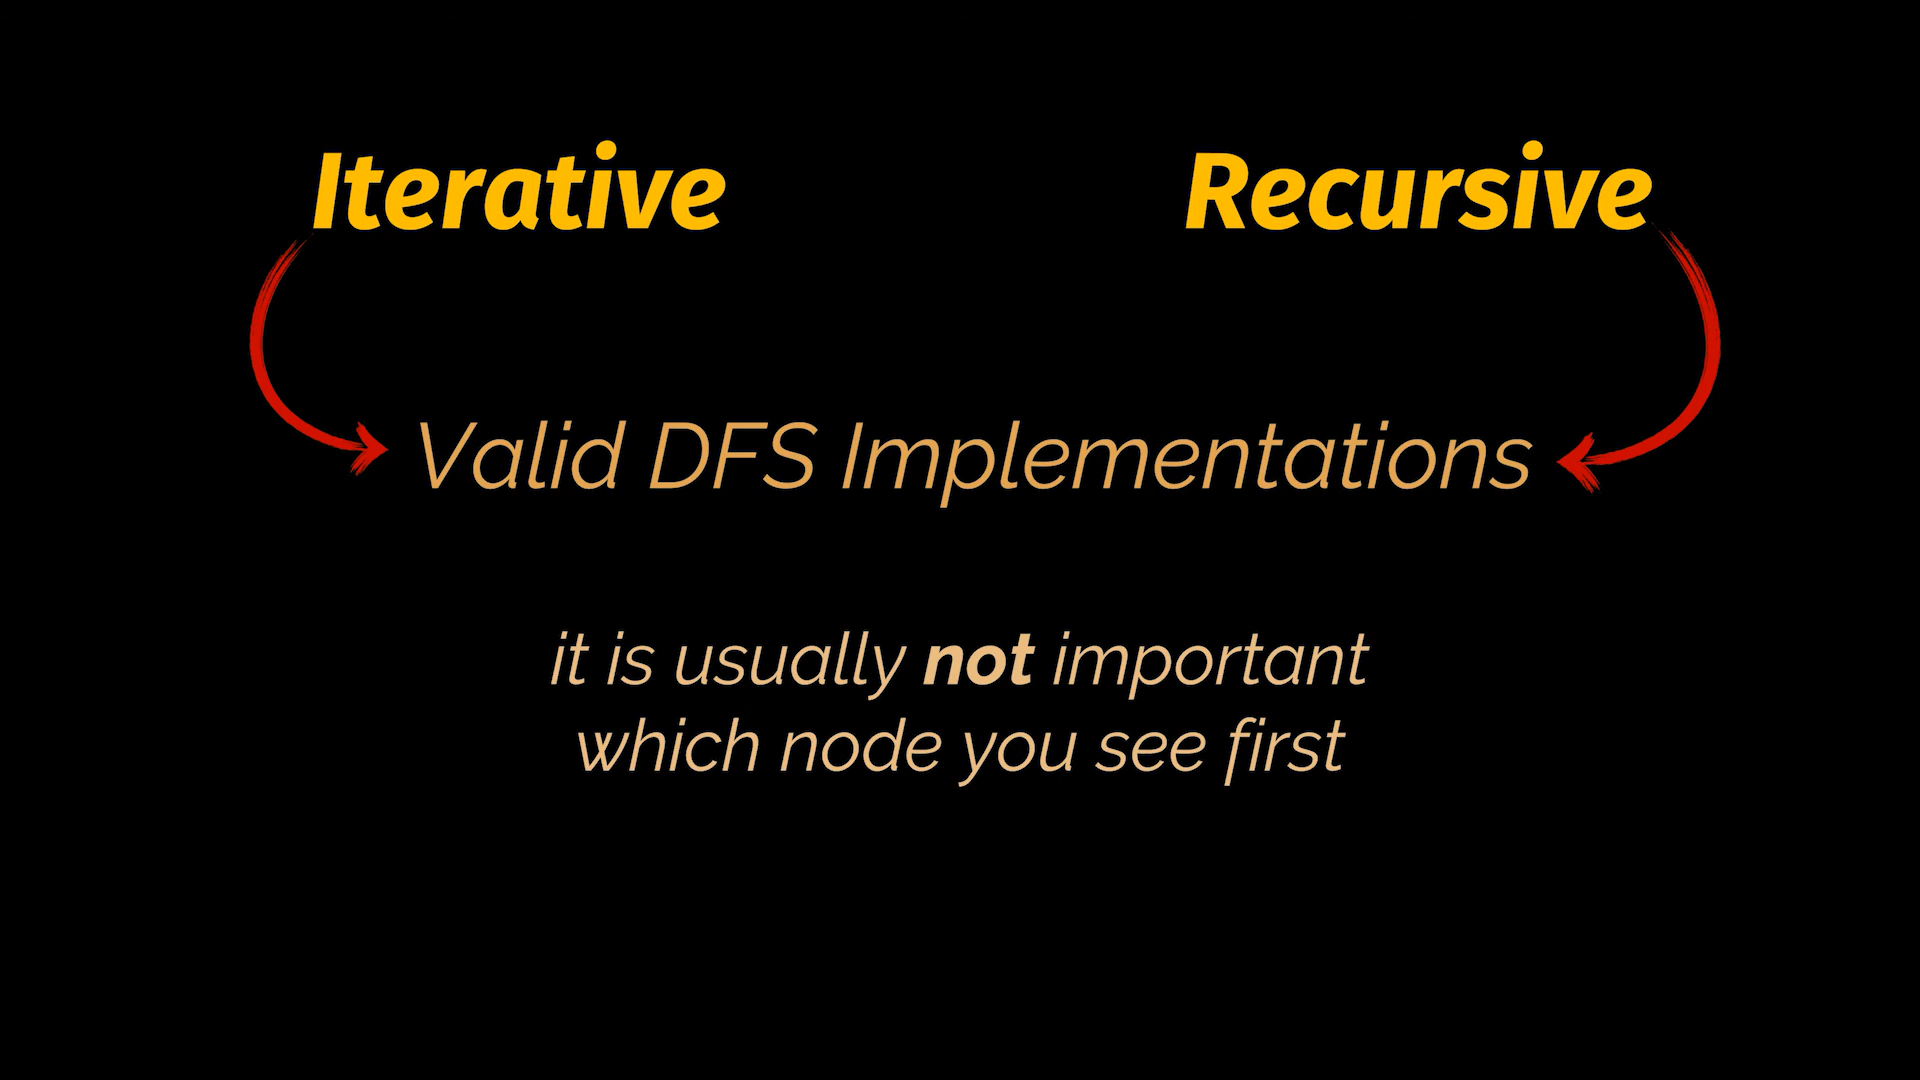 Iterative
Recursive
Valid DFS Implementations
it is usually not important
which node you see first